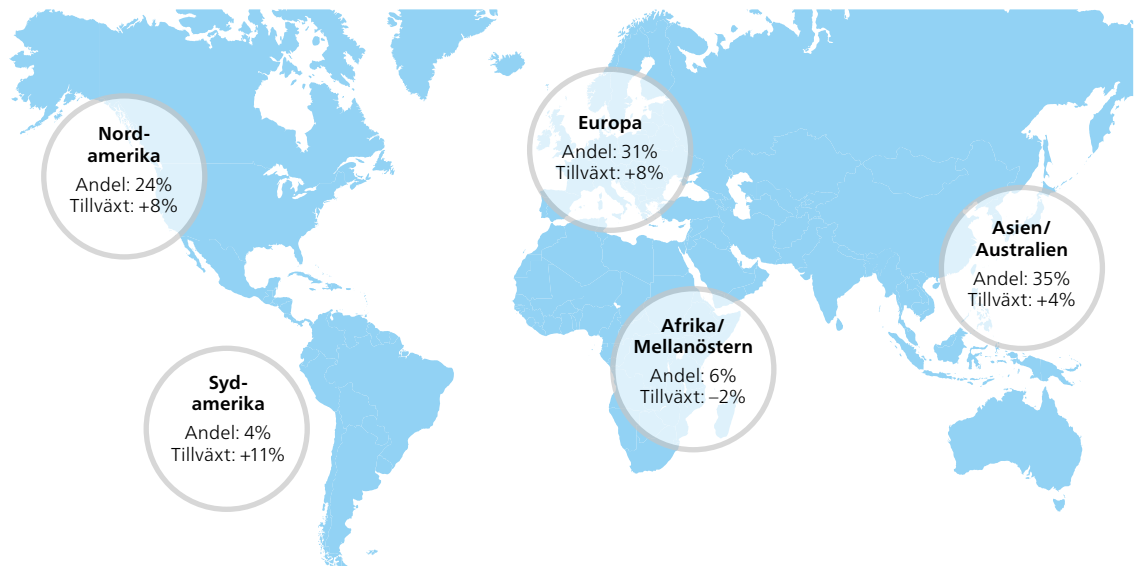 Nord-
amerika
Andel: 24%
Tillväxt: +8%
Europa
Andel: 31%
Tillväxt: +8%
Asien/
Australien
Andel: 35%
Tillväxt: +4%
Afrika/
Mellanöstern
Andel: 6%
Tillväxt: –2%
Syd-
amerika
Andel: 4%
Tillväxt: +11%